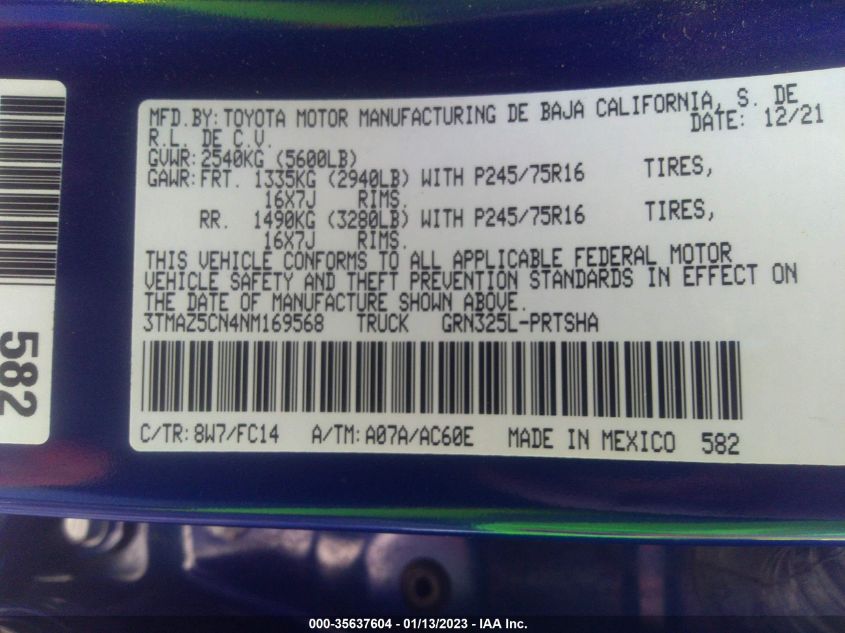 MFD.BY: TOYOTA MOTOR MANUFACTURING DE BAJA CALIFORNIA, S. DE
R.L. DE C.V. DATE: 12/21
GVWR: 2540KG (5600LB)
GAWR: FRT. 1335KG (2940LB) WITH P245/75R16 TIRES,
16X7J RIMS.
RR. 1490KG (3280LB) WITH P245/75R16 TIRES,
16X7J RIMS.
THIS VEHICLE CONFORMS TO ALL APPLICABLE FEDERAL MOTOR
VEHICLE SAFETY AND THEFT PREVENTION STANDARDS IN EFFECT ON
THE DATE OF MANUFACTURE SHOWN ABOVE.
3TMAZ5CN4NM169568 TRUCK GRN325L-PRTSHA
C/TR: 8W7/FC14 A/TM: A07A/AC60E MADE IN MEXICO 582
582
000-35637604 - 01/13/2023 - IAA Inc.